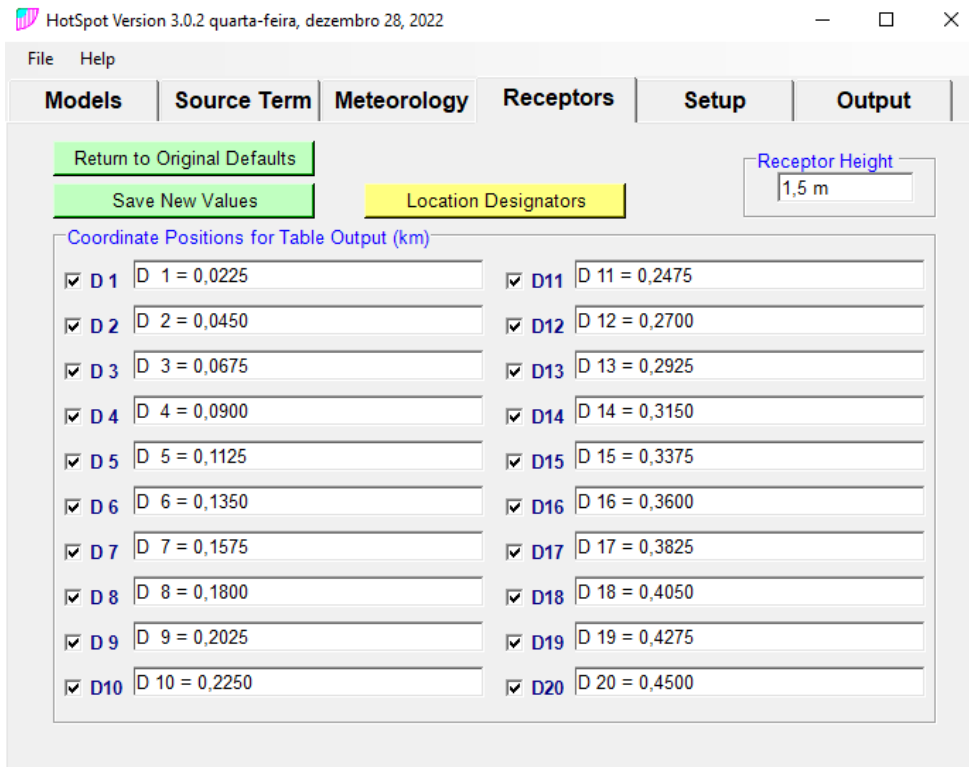 HotSpot Version 3.0.2 quarta-feira, dezembro 28, 2022
File Help
Models Source Term Meteorology Receptors Setup Output
Return to Original Defaults
Save New Values
Location Designators
Receptor Height
1,5 m
Coordinate Positions for Table Output (km)
D 1 D 1 = 0,0225
D 2 D 2 = 0,0450
D 3 D 3 = 0,0675
D 4 D 4 = 0,0900
D 5 D 5 = 0,1125
D 6 D 6 = 0,1350
D 7 D 7 = 0,1575
D 8 D 8 = 0,1800
D 9 D 9 = 0,2025
D10 D 10 = 0,2250
D11 D 11 = 0,2475
D12 D 12 = 0,2700
D13 D 13 = 0,2925
D14 D 14 = 0,3150
D15 D 15 = 0,3375
D16 D 16 = 0,3600
D17 D 17 = 0,3825
D18 D 18 = 0,4050
D19 D 19 = 0,4275
D20 D 20 = 0,4500